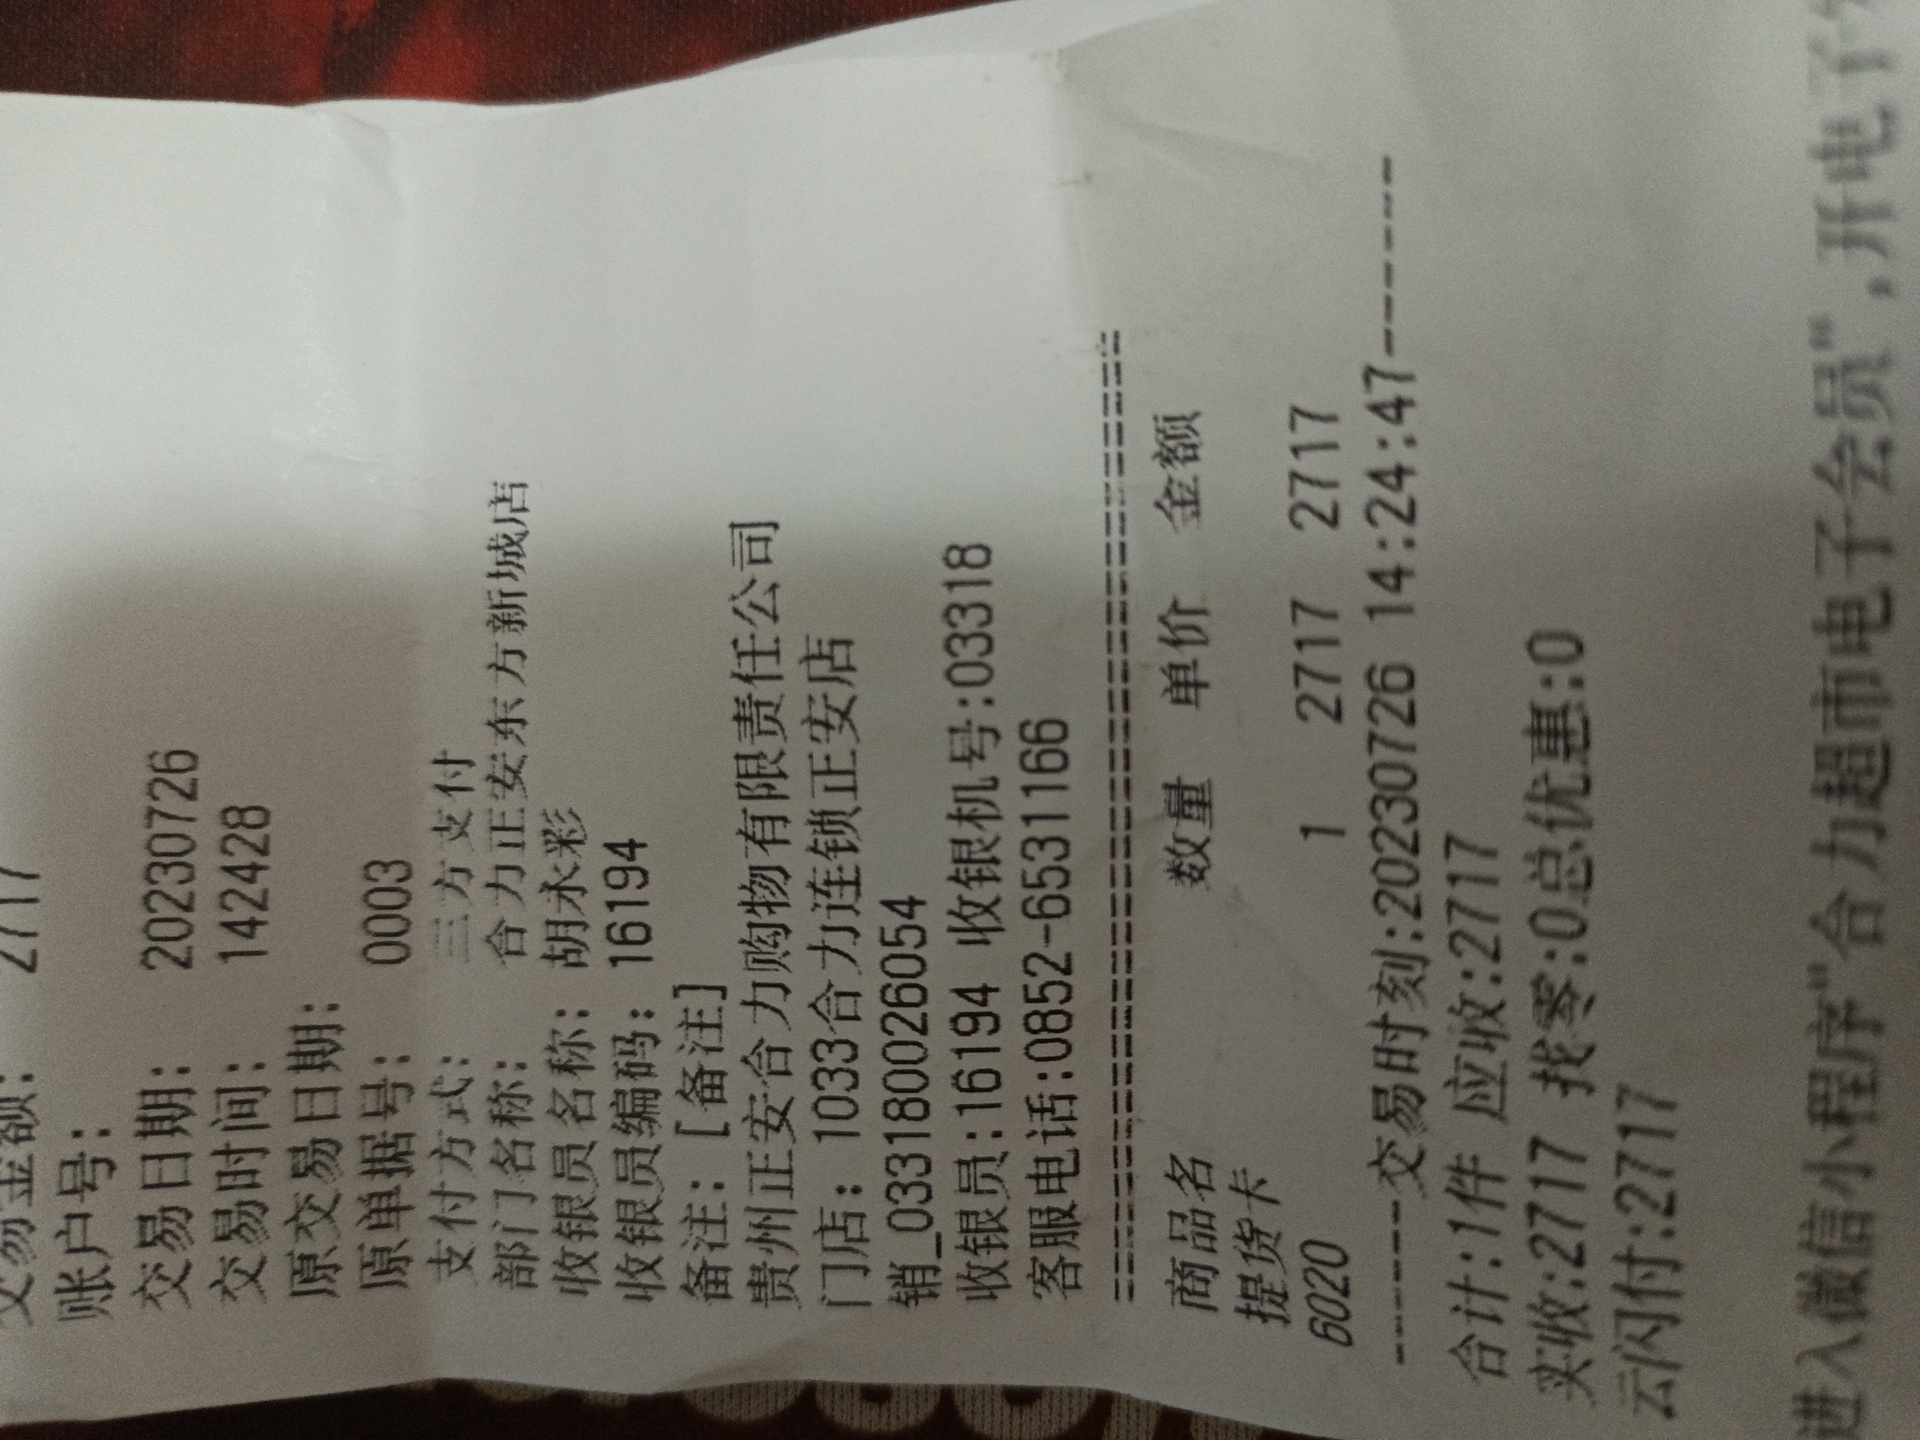 交易金额: 2717
账户号:
交易日期: 20230726
交易时间: 142428
原交易日期:
原单据号: 0003
支付方式: 三方支付
部门名称: 合力正安东方新城店
收银员名称: 胡永彩
收银员编码: 16194
备注: [备注]
贵州正安合力购物有限责任公司
门店: 1033合力连锁正安店
销_033180026054
收银员:16194 收银机号:03318
客服电话:0852-6531166
================================
商品名 数量 单价 金额
提货卡
6020 1 2717 2717
------交易时刻:20230726 14:24:47-------
合计:1件 应收:2717
实收:2717 找零:0总优惠:0
云闪付:2717
进入微信小程序"合力超市电子会员",开电子